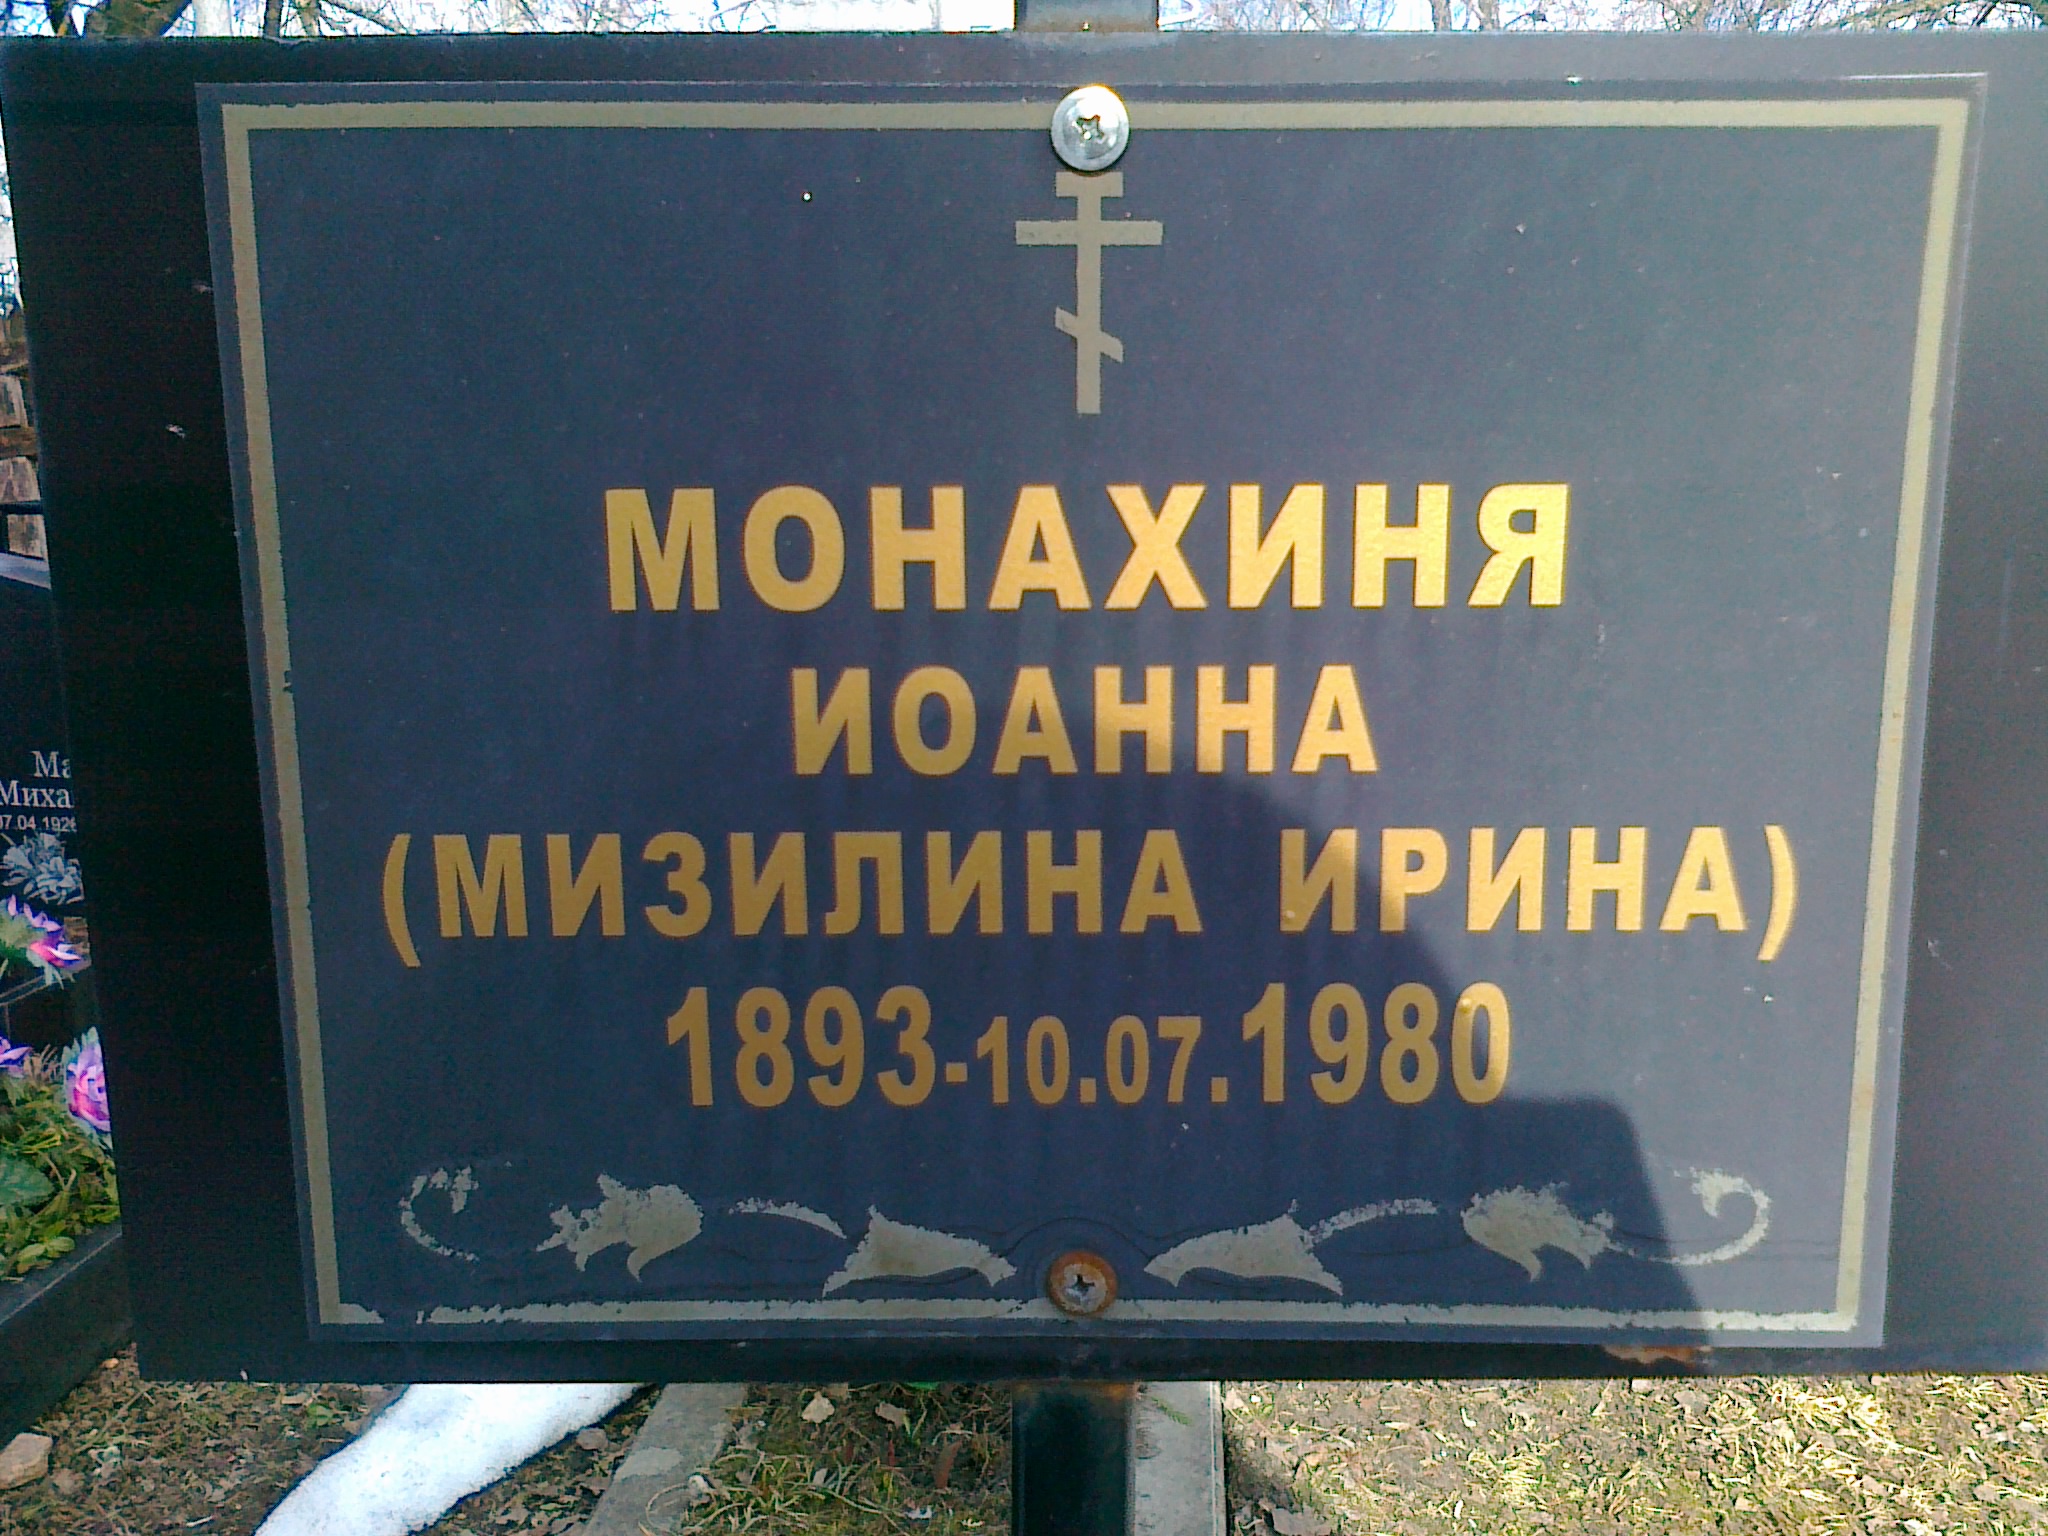 МОНАХИНЯ
ИОАННА
(МИЗИЛИНА ИРИНА)
1893-10.07.1980